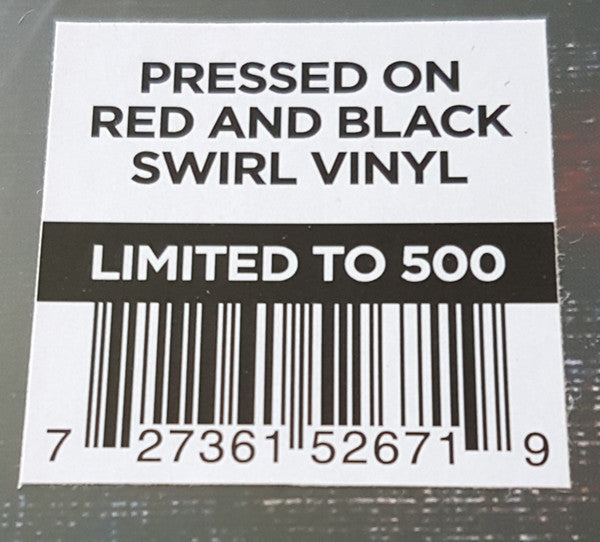 PRESSED ON
RED AND BLACK
SWIRL VINYL
LIMITED TO 500
7 27361 52671 9